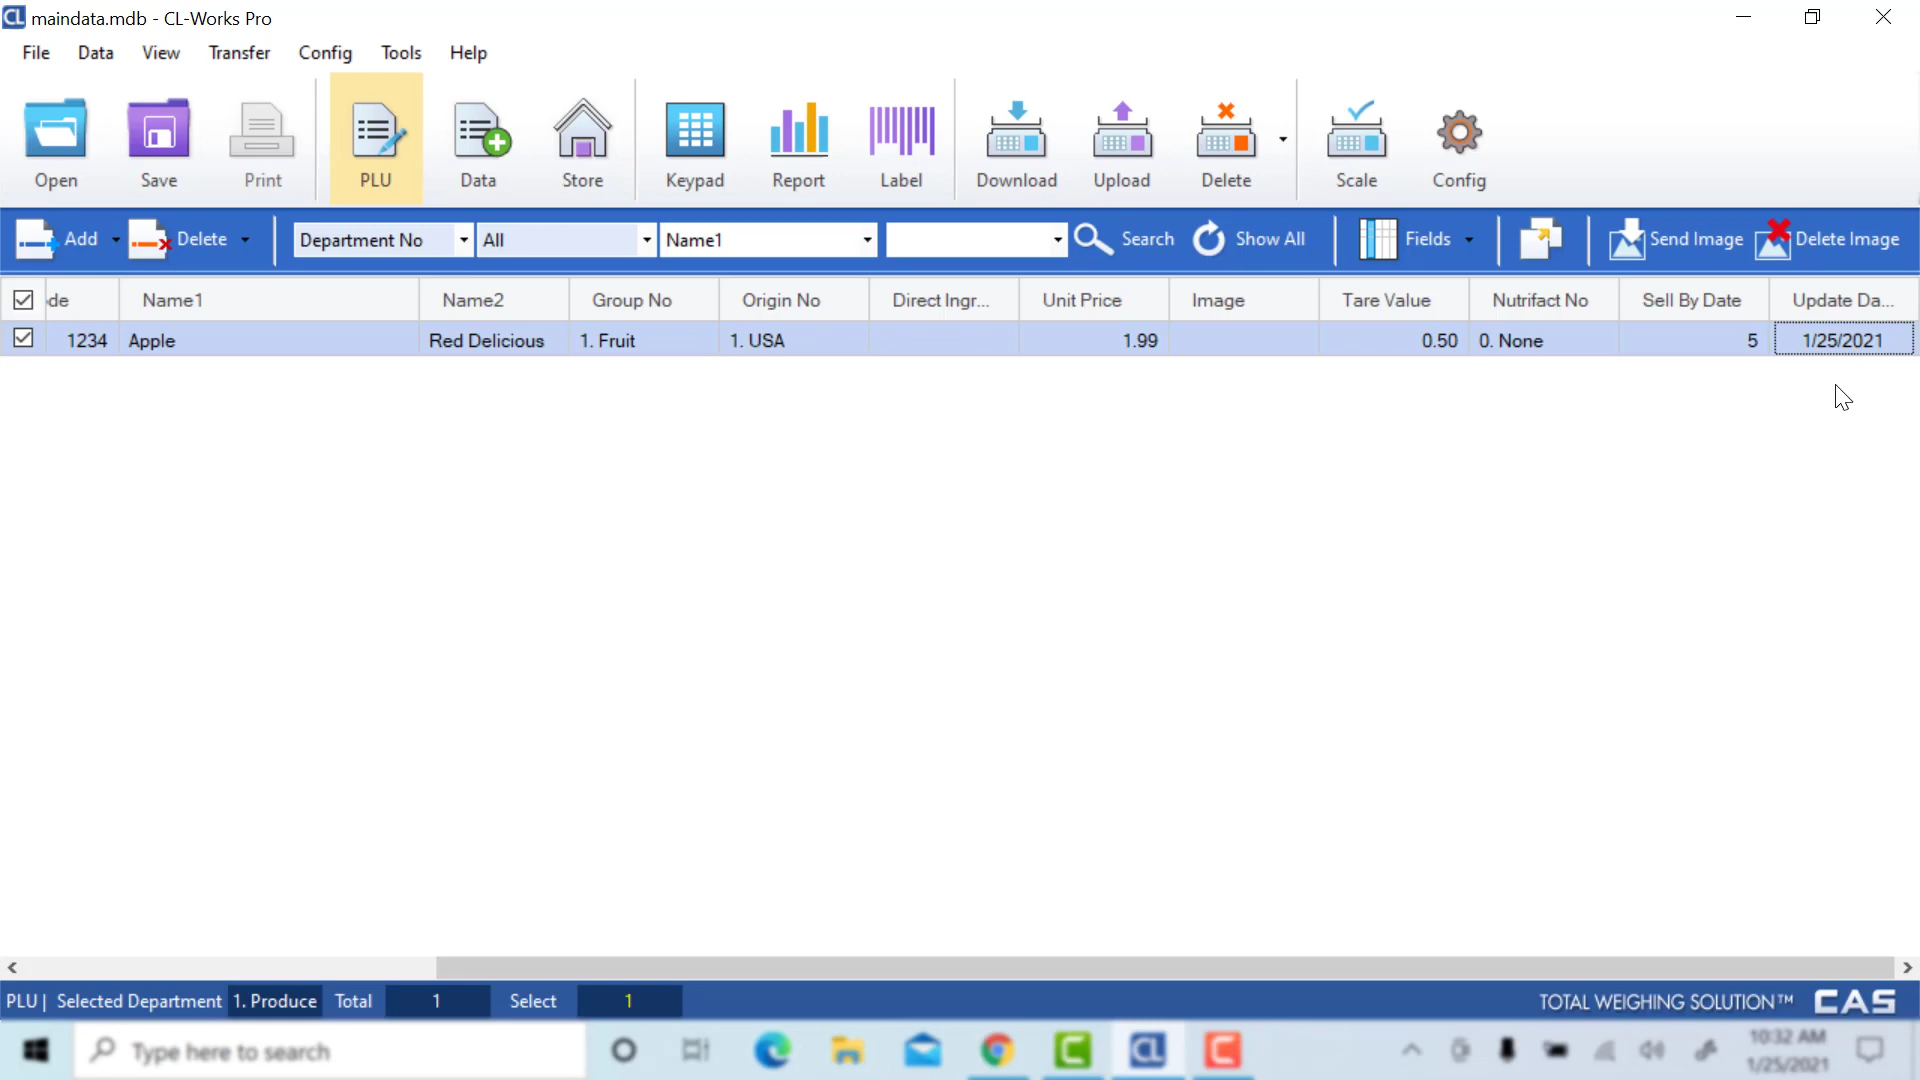 CL maindata.mdb - CL-Works Pro
File Data View Transfer Config Tools Help
Open Save Print PLU Data Store Keypad Report Label Download Upload Delete Scale Config
Add Delete Department No All Name1 Search Show All Fields Send Image Delete Image
de Name1 Name2 Group No Origin No Direct Ingr... Unit Price Image Tare Value Nutrifact No Sell By Date Update Da...
1234 Apple Red Delicious 1. Fruit 1. USA 1.99 0.50 0. None 5 1/25/2021
PLU | Selected Department 1. Produce Total 1 Select 1 TOTAL WEIGHING SOLUTION™ CAS
Type here to search CL 10:32 AM
1/25/2021